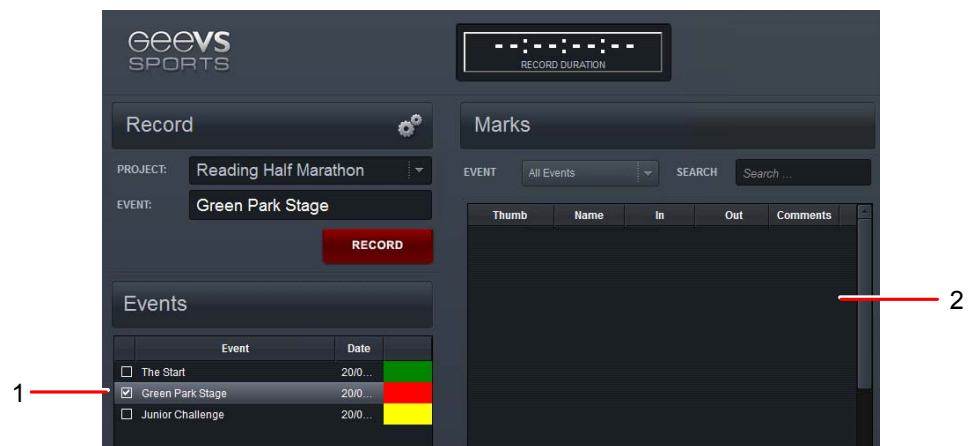 GEEVS
SPORTS
--:--:--:--
RECORD DURATION
Record
PROJECT: Reading Half Marathon
EVENT: Green Park Stage
RECORD
Events
Event Date
The Start 20/0...
Green Park Stage 20/0...
Junior Challenge 20/0...
Marks
EVENT All Events SEARCH Search ...
Thumb Name In Out Comments
1
2